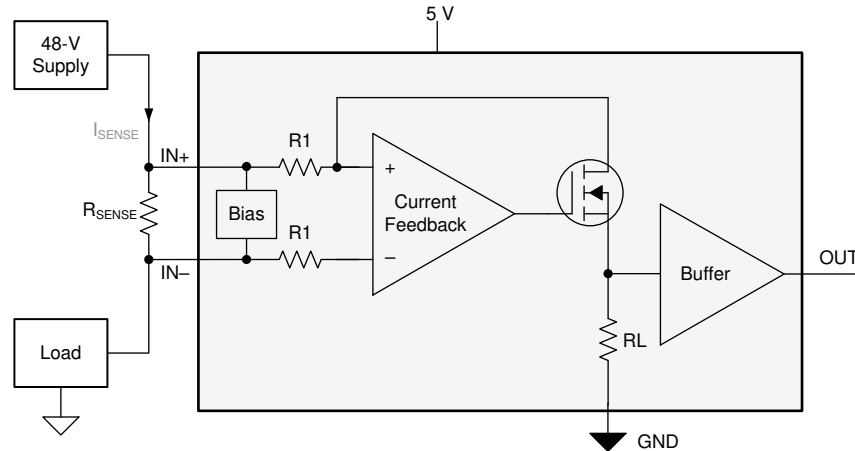 5 V
48-V
Supply
ISENSE
IN+
R1
+
Current
Feedback
RSENSE
Bias
IN–
R1
–
Buffer
OUT
Load
RL
GND